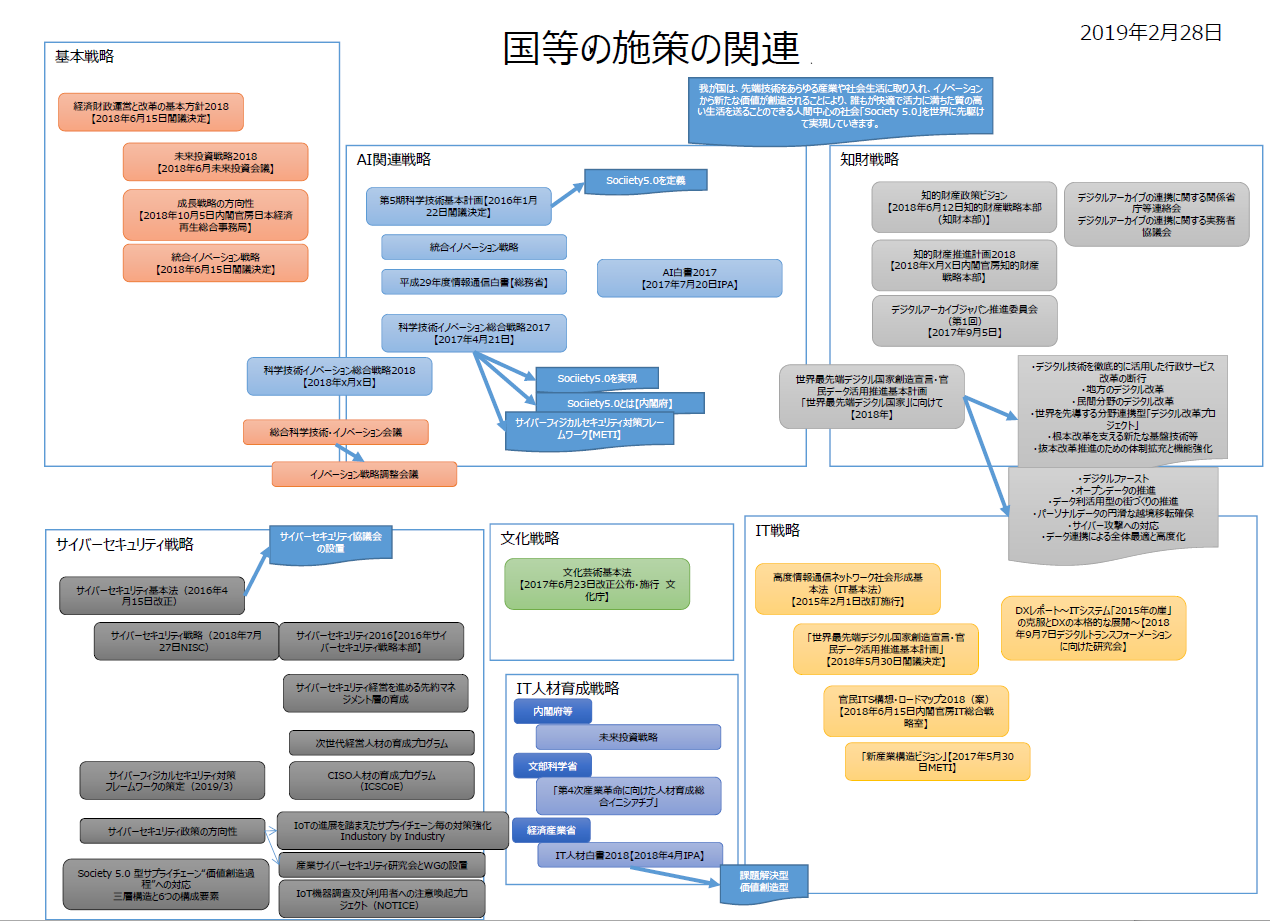 国等の施策の関連
2019年2月28日
我が国は、先端技術をあらゆる産業や社会生活に取り入れ、イノベーション
から新たな価値が創造されることにより、誰もが快適で活力に満ちた質の高
い生活を送ることのできる人間中心の社会「Society 5.0」を世界に先駆け
て実現していきます。
基本戦略
経済財政運営と改革の基本方針2018
【2018年6月15日閣議決定】
未来投資戦略2018
【2018年6月未来投資会議】
成長戦略の方向性
【2018年10月5日内閣官房日本経済
再生総合事務局】
統合イノベーション戦略
【2018年6月15日閣議決定】
科学技術イノベーション総合戦略2018
【2018年x月x日】
総合科学技術・イノベーション会議
イノベーション戦略調整会議
AI関連戦略
第5期科学技術基本計画【2016年1月
22日閣議決定】
Sociiety5.0を定義
統合イノベーション戦略
平成29年度情報通信白書【総務省】
AI白書2017
【2017年7月20日IPA】
科学技術イノベーション総合戦略2017
【2017年4月21日】
Sociiety5.0を実現
Sociiety5.0とは【内閣府】
サイバーフィジカルセキュリティ対策フレー
ムワーク【METI】
知財戦略
知的財産政策ビジョン
【2018年6月12日知的財産戦略本部
（知財本部）】
デジタルアーカイブの連携に関する関係省
庁等連絡会
デジタルアーカイブの連携に関する実務者
協議会
知的財産推進計画2018
【2018年X月X日内閣官房知的財産
戦略本部】
デジタルアーカイブジャパン推進委員会
（第1回）
【2017年9月5日】
世界最先端デジタル国家創造宣言・官
民データ活用推進基本計画
「世界最先端デジタル国家」に向けて
【2018年】
・デジタル技術を徹底的に活用した行政サービス
改革の断行
・地方のデジタル改革
・民間分野のデジタル改革
・世界を先導する分野連携型「デジタル改革プロ
ジェクト」
・根本改革を支える新たな基盤技術等
・抜本改革推進のための体制拡充と機能強化
・デジタルファースト
・オープンデータの推進
・データ利活用型の街づくりの推進
・パーソナルデータの円滑な越境移転確保
・サイバー攻撃への対応
・データ連携による全体最適と高度化
サイバーセキュリティ戦略
サイバーセキュリティ協議会
の設置
サイバーセキュリティ基本法（2016年4
月15日改正）
サイバーセキュリティ戦略（2018年7月
27日NISC）
サイバーセキュリティ2016【2016年サイ
バーセキュリティ戦略本部】
サイバーセキュリティ経営を進める先約マネ
ジメント層の育成
次世代経営人材の育成プログラム
サイバーフィジカルセキュリティ対策
フレームワークの策定（2019/3）
CISO人材の育成プログラム
（ICSCoE）
サイバーセキュリティ政策の方向性
IoTの進展を踏まえたサプライチェーン毎の対策強化
Industory by Industry
産業サイバーセキュリティ研究会とWGの設置
Society 5.0 型サプライチェーン“価値創造過
程”への対応
三層構造と6つの構成要素
IoT機器調査及び利用者への注意喚起プロ
ジェクト（NOTICE）
文化戦略
文化芸術基本法
【2017年6月23日改正公布・施行 文
化庁】
IT人材育成戦略
内閣府等
未来投資戦略
文部科学省
「第4次産業革命に向けた人材育成総
合イニシアチブ」
経済産業省
IT人材白書2018【2018年4月IPA】
課題解決型
価値創造型
IT戦略
高度情報通信ネットワーク社会形成基
本法（IT基本法）
【2015年2月1日改訂施行】
「世界最先端デジタル国家創造宣言・官
民データ活用推進基本計画」
【2018年5月30日閣議決定】
DXレポート～ITシステム「2015年の崖」
の克服とDXの本格的な展開～【2018
年9月7日デジタルトランスフォーメーション
に向けた研究会】
官民ITS構想・ロードマップ2018（案）
【2018年6月15日内閣官房IT総合戦
略室】
「新産業構造ビジョン」【2017年5月30
日METI】